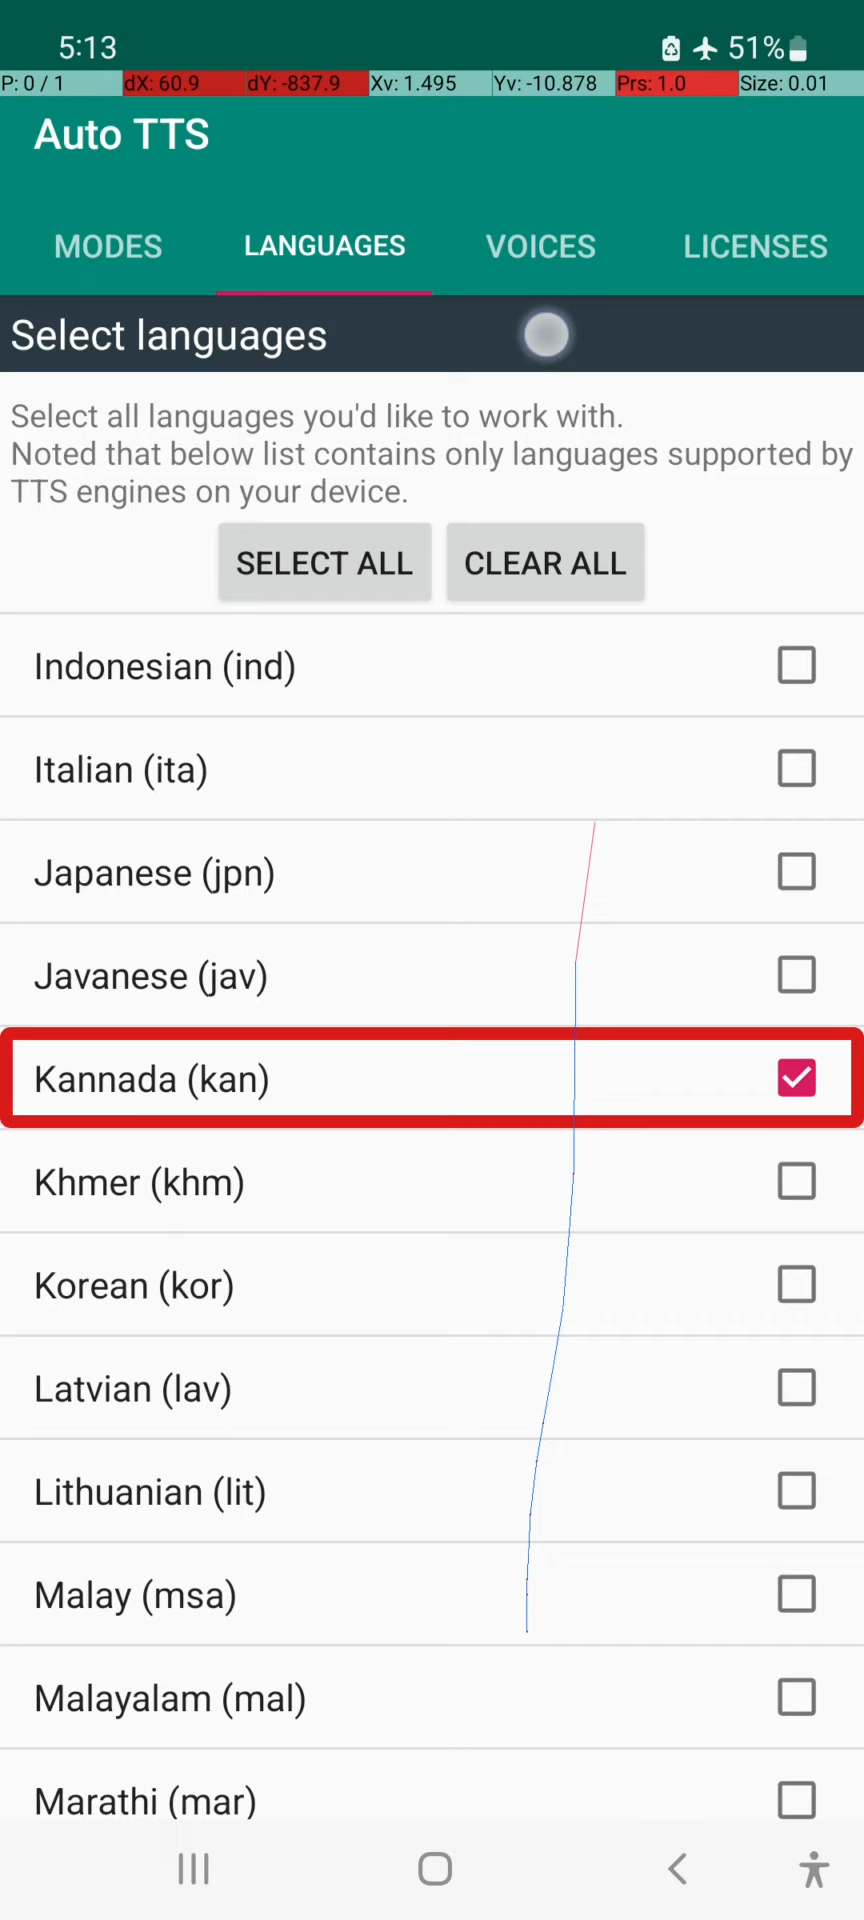 5:13
51%
P: 0 / 1 dX: 60.9 dY: -837.9 Xv: 1.495 Yv: -10.878 Prs: 1.0 Size: 0.01
Auto TTS
MODES LANGUAGES VOICES LICENSES
Select languages
Select all languages you'd like to work with.
Noted that below list contains only languages supported by
TTS engines on your device.
SELECT ALL CLEAR ALL
Indonesian (ind)
Italian (ita)
Japanese (jpn)
Javanese (jav)
Kannada (kan)
Khmer (khm)
Korean (kor)
Latvian (lav)
Lithuanian (lit)
Malay (msa)
Malayalam (mal)
Marathi (mar)